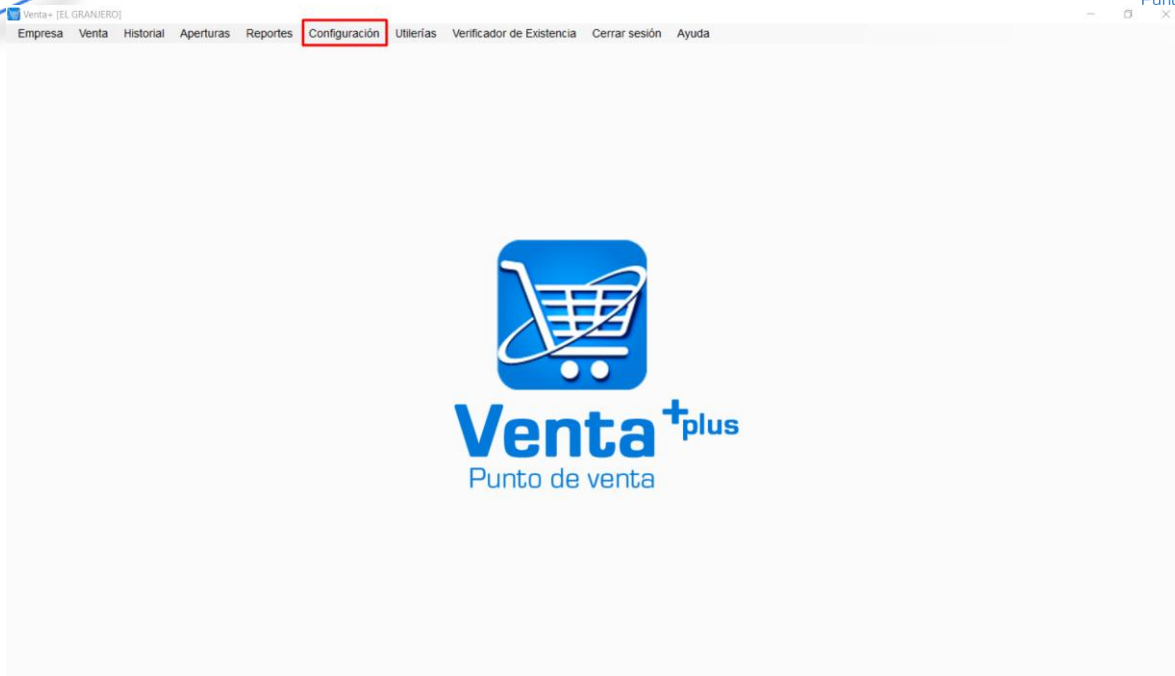 Venta+ [EL GRANJERO]
Empresa Venta Historial Aperturas Reportes Configuración Utilerías Verificador de Existencia Cerrar sesión Ayuda
Venta+plus
Punto de venta